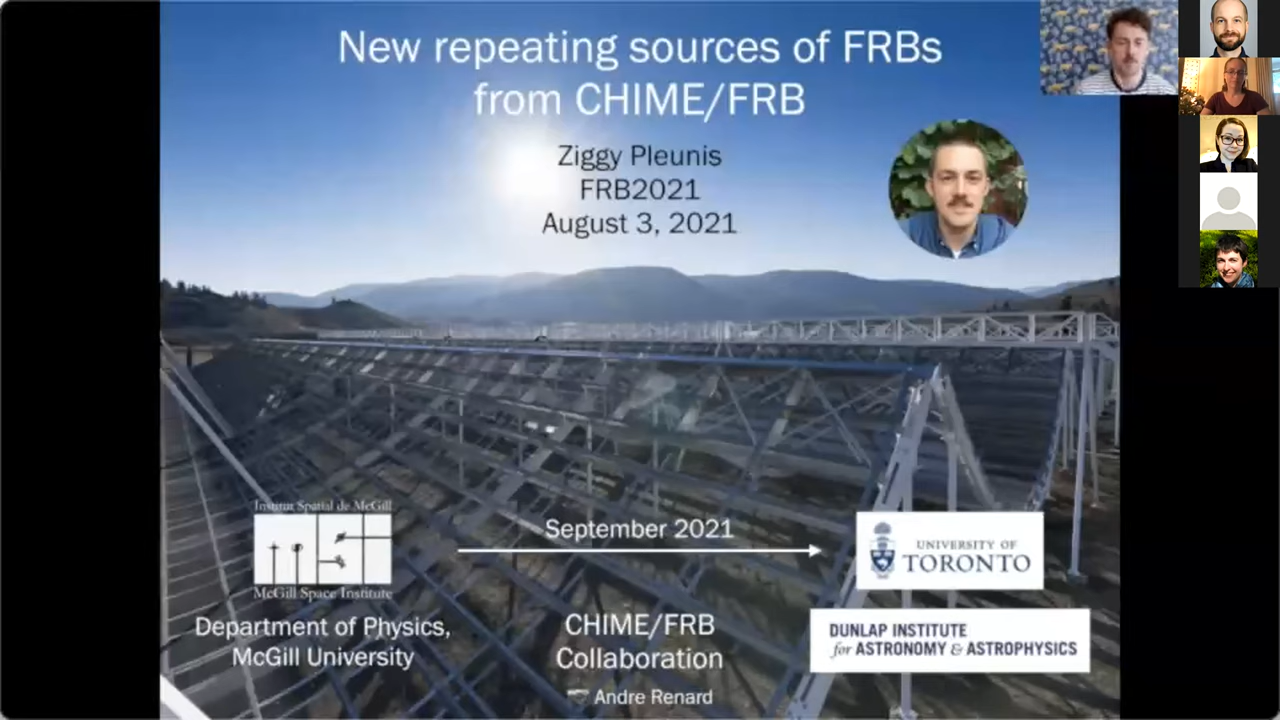 New repeating sources of FRBs
from CHIME/FRB
Ziggy Pleunis
FRB2021
August 3, 2021
Institut Spatial de McGill
msi
McGill Space Institute
Department of Physics,
McGill University
September 2021
CHIME/FRB
Collaboration
Andre Renard
UNIVERSITY OF
TORONTO
DUNLAP INSTITUTE
for ASTRONOMY & ASTROPHYSICS